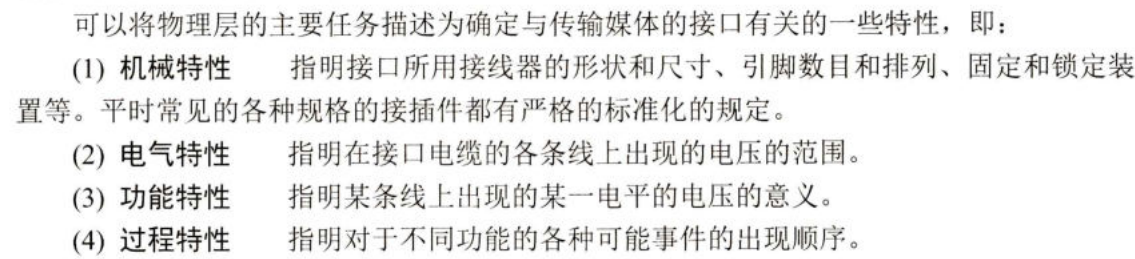 可以将物理层的主要任务描述为确定与传输媒体的接口有关的一些特性，即：
(1) 机械特性　　指明接口所用接线器的形状和尺寸、引脚数目和排列、固定和锁定装
置等。平时常见的各种规格的接插件都有严格的标准化的规定。
(2) 电气特性　　指明在接口电缆的各条线上出现的电压的范围。
(3) 功能特性　　指明某条线上出现的某一电平的电压的意义。
(4) 过程特性　　指明对于不同功能的各种可能事件的出现顺序。